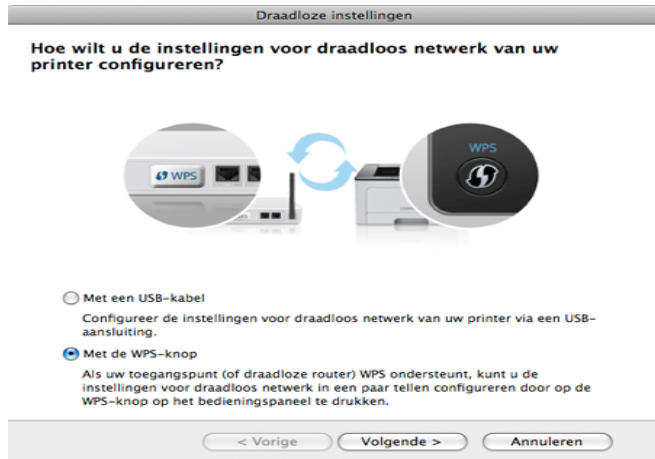 Draadloze instellingen
Hoe wilt u de instellingen voor draadloos netwerk van uw
printer configureren?
WPS
WPS
Met een USB-kabel
Configureer de instellingen voor draadloos netwerk van uw printer via een USB-
aansluiting.
Met de WPS-knop
Als uw toegangspunt (of draadloze router) WPS ondersteunt, kunt u de
instellingen voor draadloos netwerk in een paar tellen configureren door op de
WPS-knop op het bedieningspaneel te drukken.
< Vorige
Volgende >
Annuleren